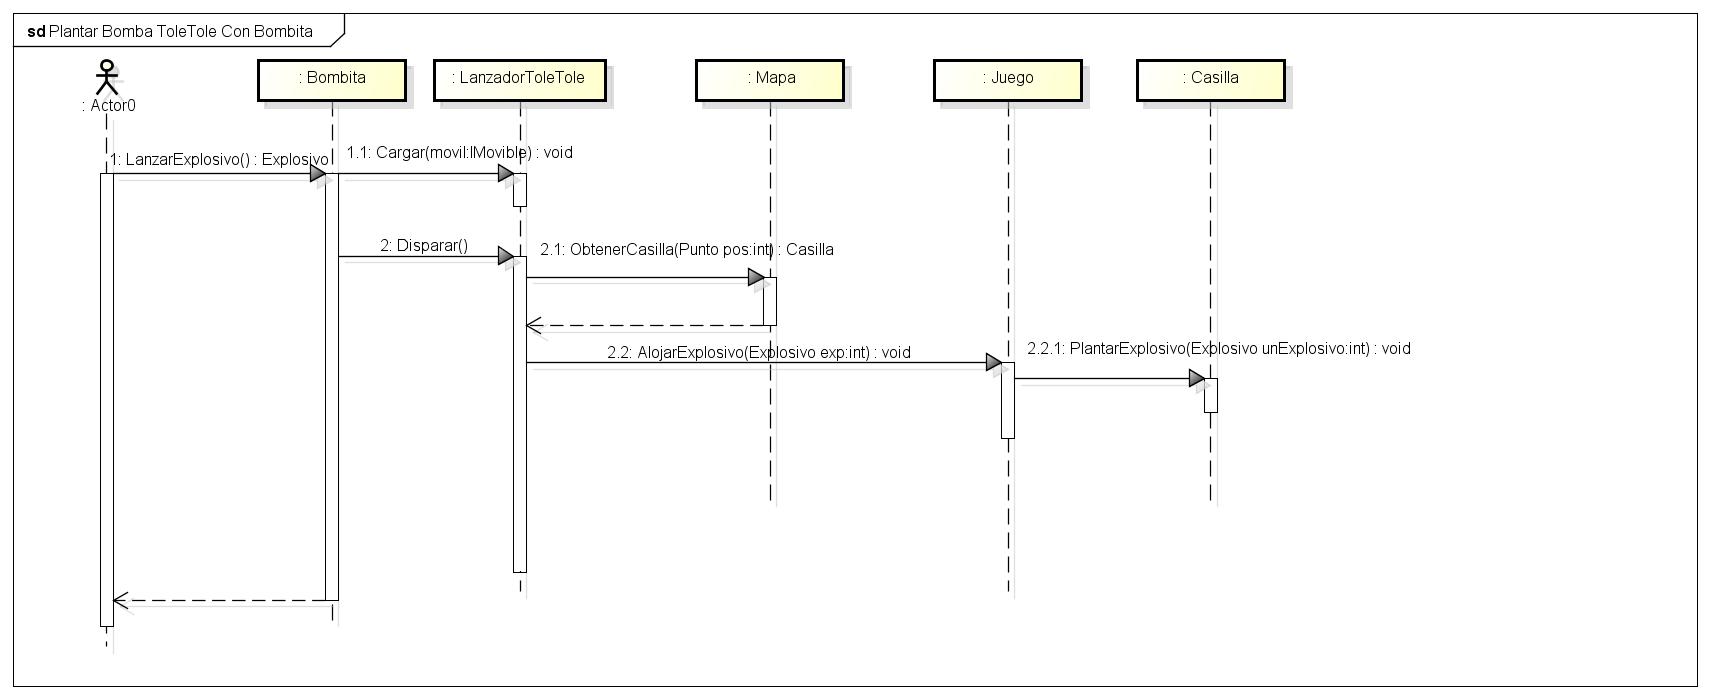 sd Plantar Bomba ToleTole Con Bombita
: Actor0
: Bombita
: LanzadorToleTole
: Mapa
: Juego
: Casilla
1: LanzarExplosivo() : Explosivo
1.1: Cargar(movil:IMovible) : void
2: Disparar()
2.1: ObtenerCasilla(Punto pos:int) : Casilla
2.2: AlojarExplosivo(Explosivo exp:int) : void
2.2.1: PlantarExplosivo(Explosivo unExplosivo:int) : void